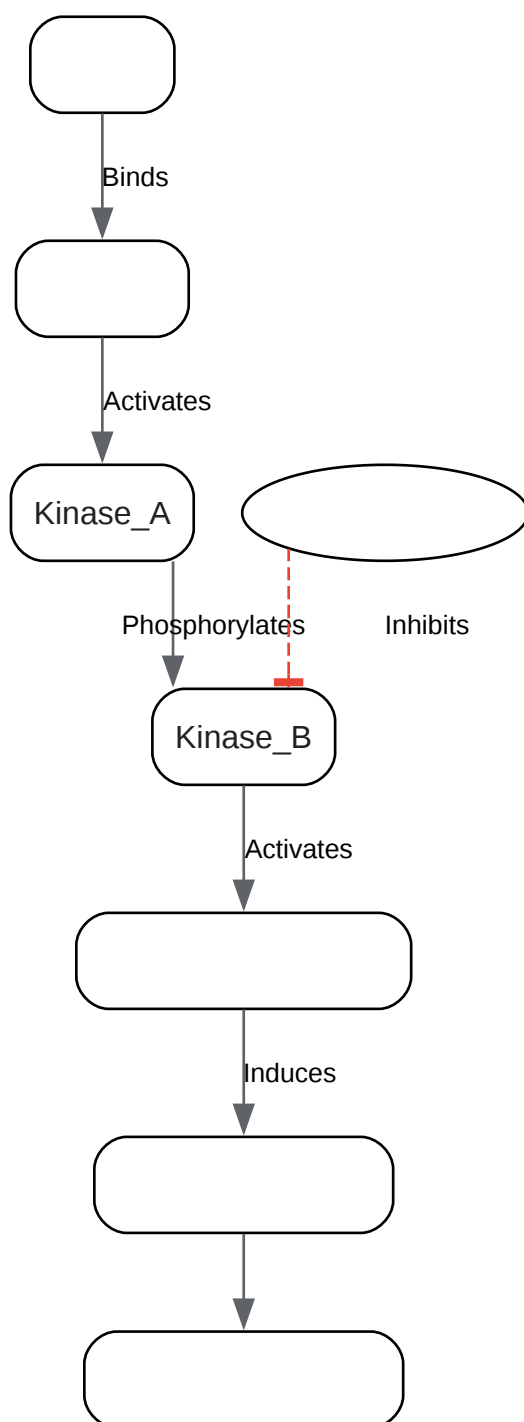 Binds
Activates
Kinase_A
Phosphorylates
Inhibits
Kinase_B
Activates
Induces